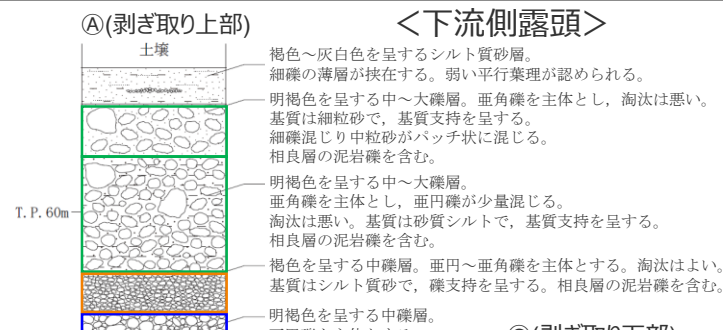 Ⓐ(剥ぎ取り上部)
＜下流側露頭＞
土壌
褐色～灰白色を呈するシルト質砂層。
細礫の薄層が挟在する。弱い平行葉理が認められる。
明褐色を呈する中～大礫層。亜角礫を主体とし，淘汰は悪い。
基質は細粒砂で，基質支持を呈する。
細礫混じり中粒砂がパッチ状に混じる。
相良層の泥岩礫を含む。
明褐色を呈する中～大礫層。
亜角礫を主体とし，亜円礫が少量混じる。
淘汰は悪い。基質は砂質シルトで，基質支持を呈する。
相良層の泥岩礫を含む。
T.P.60m
褐色を呈する中礫層。亜円～亜角礫を主体とする。淘汰はよい。
基質はシルト質砂で，礫支持を呈する。相良層の泥岩礫を含む。
明褐色を呈する中礫層。